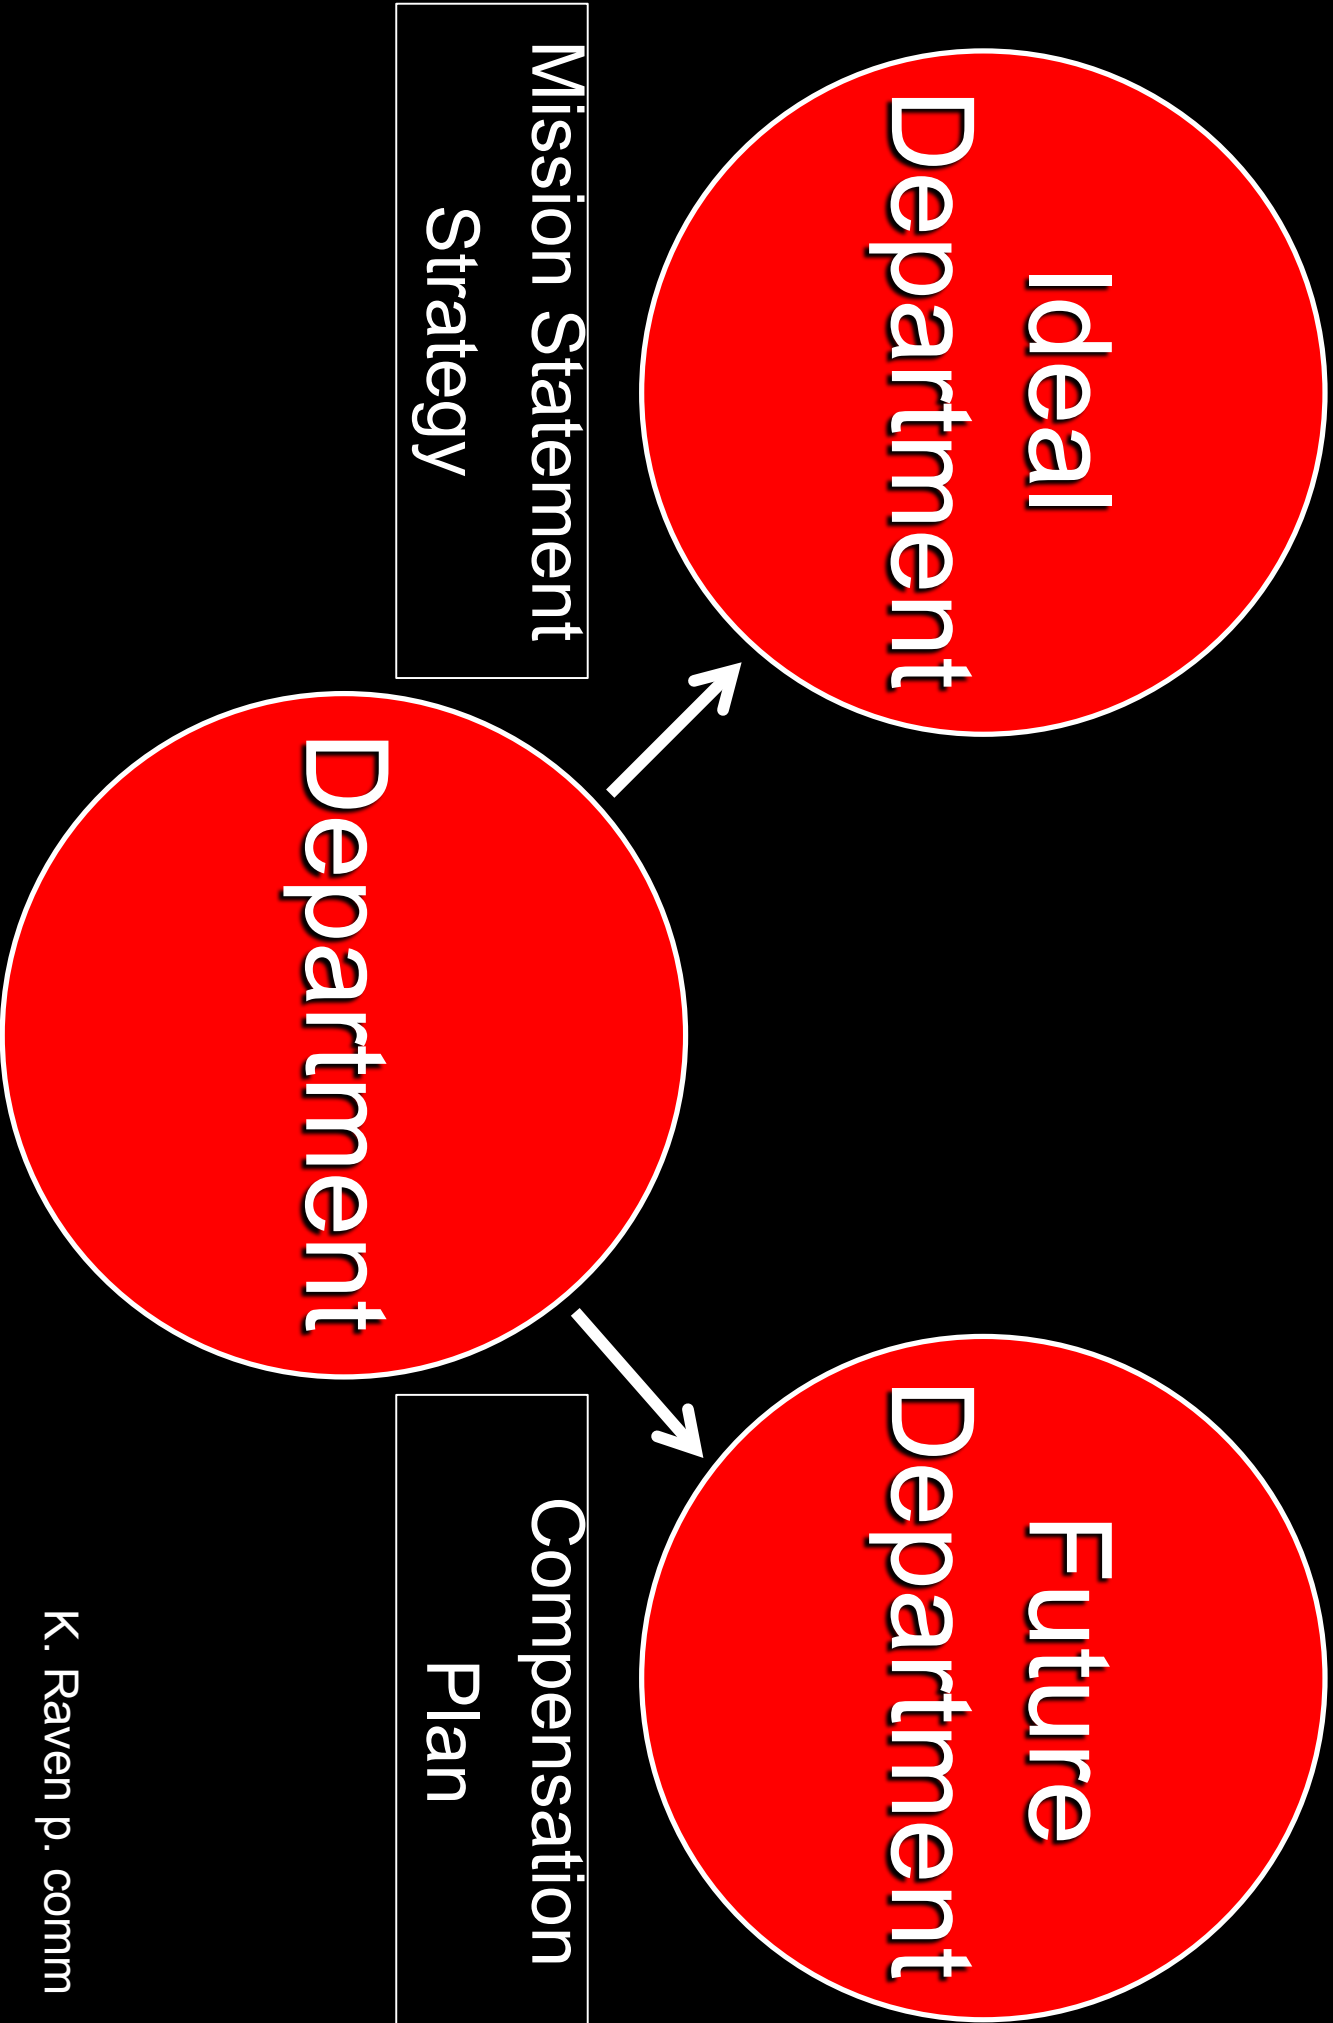 Ideal
Department
Future
Department
Mission Statement
Strategy
Compensation
Plan
Department
K. Raven p. comm